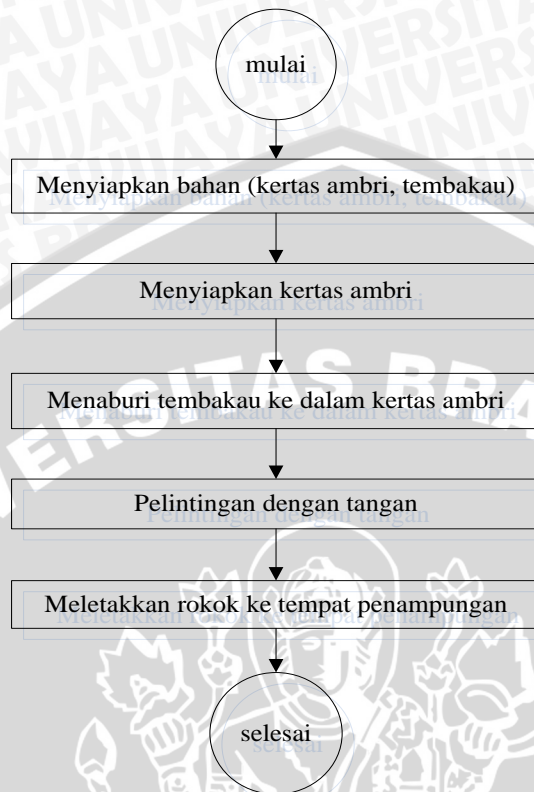 mulai
Menyiapkan bahan (kertas ambri, tembakau)
Menyiapkan kertas ambri
Menaburi tembakau ke dalam kertas ambri
Pelintingan dengan tangan
Meletakkan rokok ke tempat penampungan
selesai